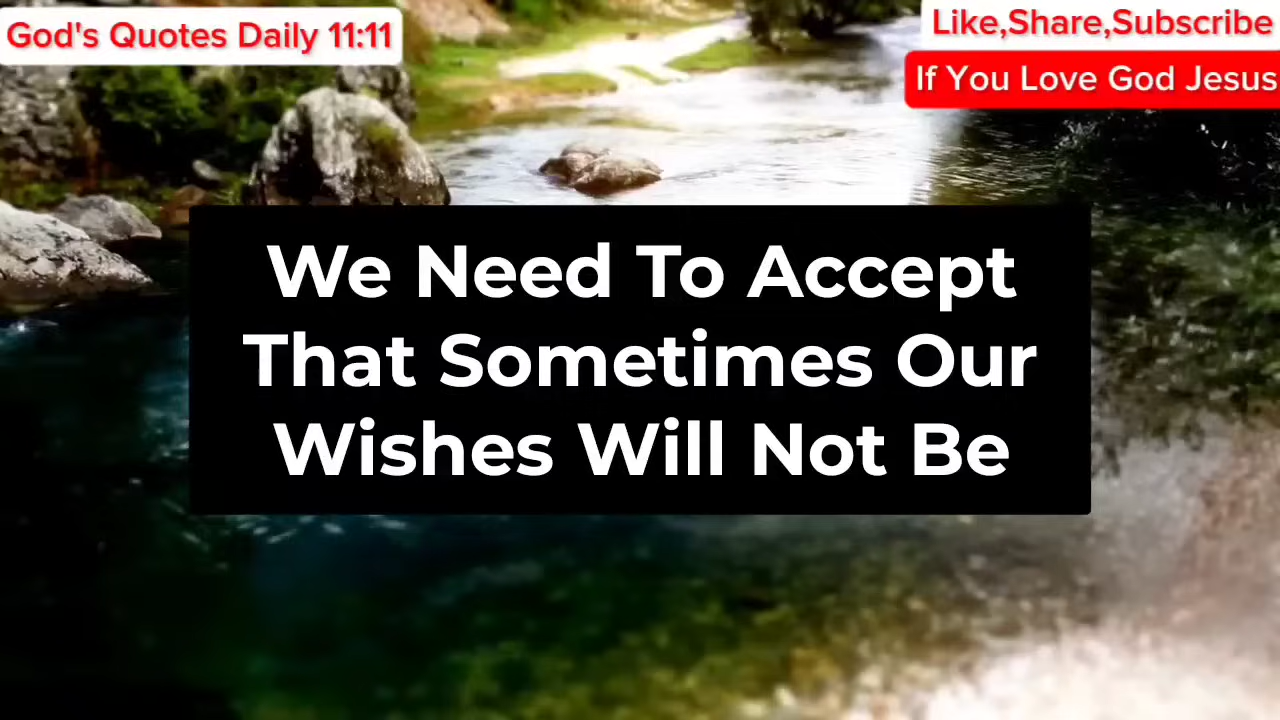 God's Quotes Daily 11:11
Like,Share,Subscribe
If You Love God Jesus
We Need To Accept
That Sometimes Our
Wishes Will Not Be